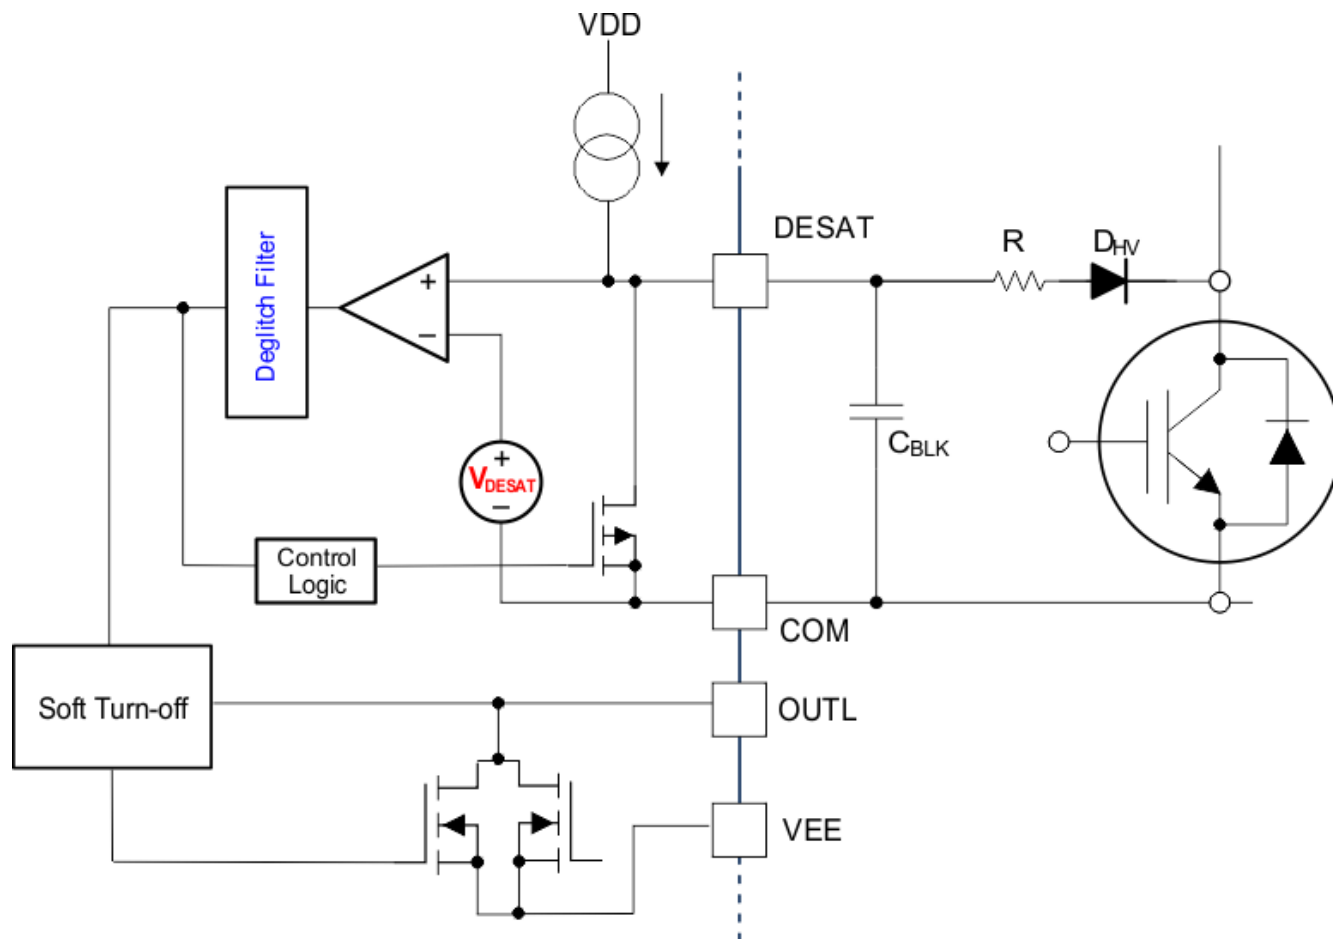 VDD
DESAT
R
DHV
Deglitch Filter
+
−
CBLK
+
VDESAT
−
Control
Logic
COM
Soft Turn-off
OUTL
VEE